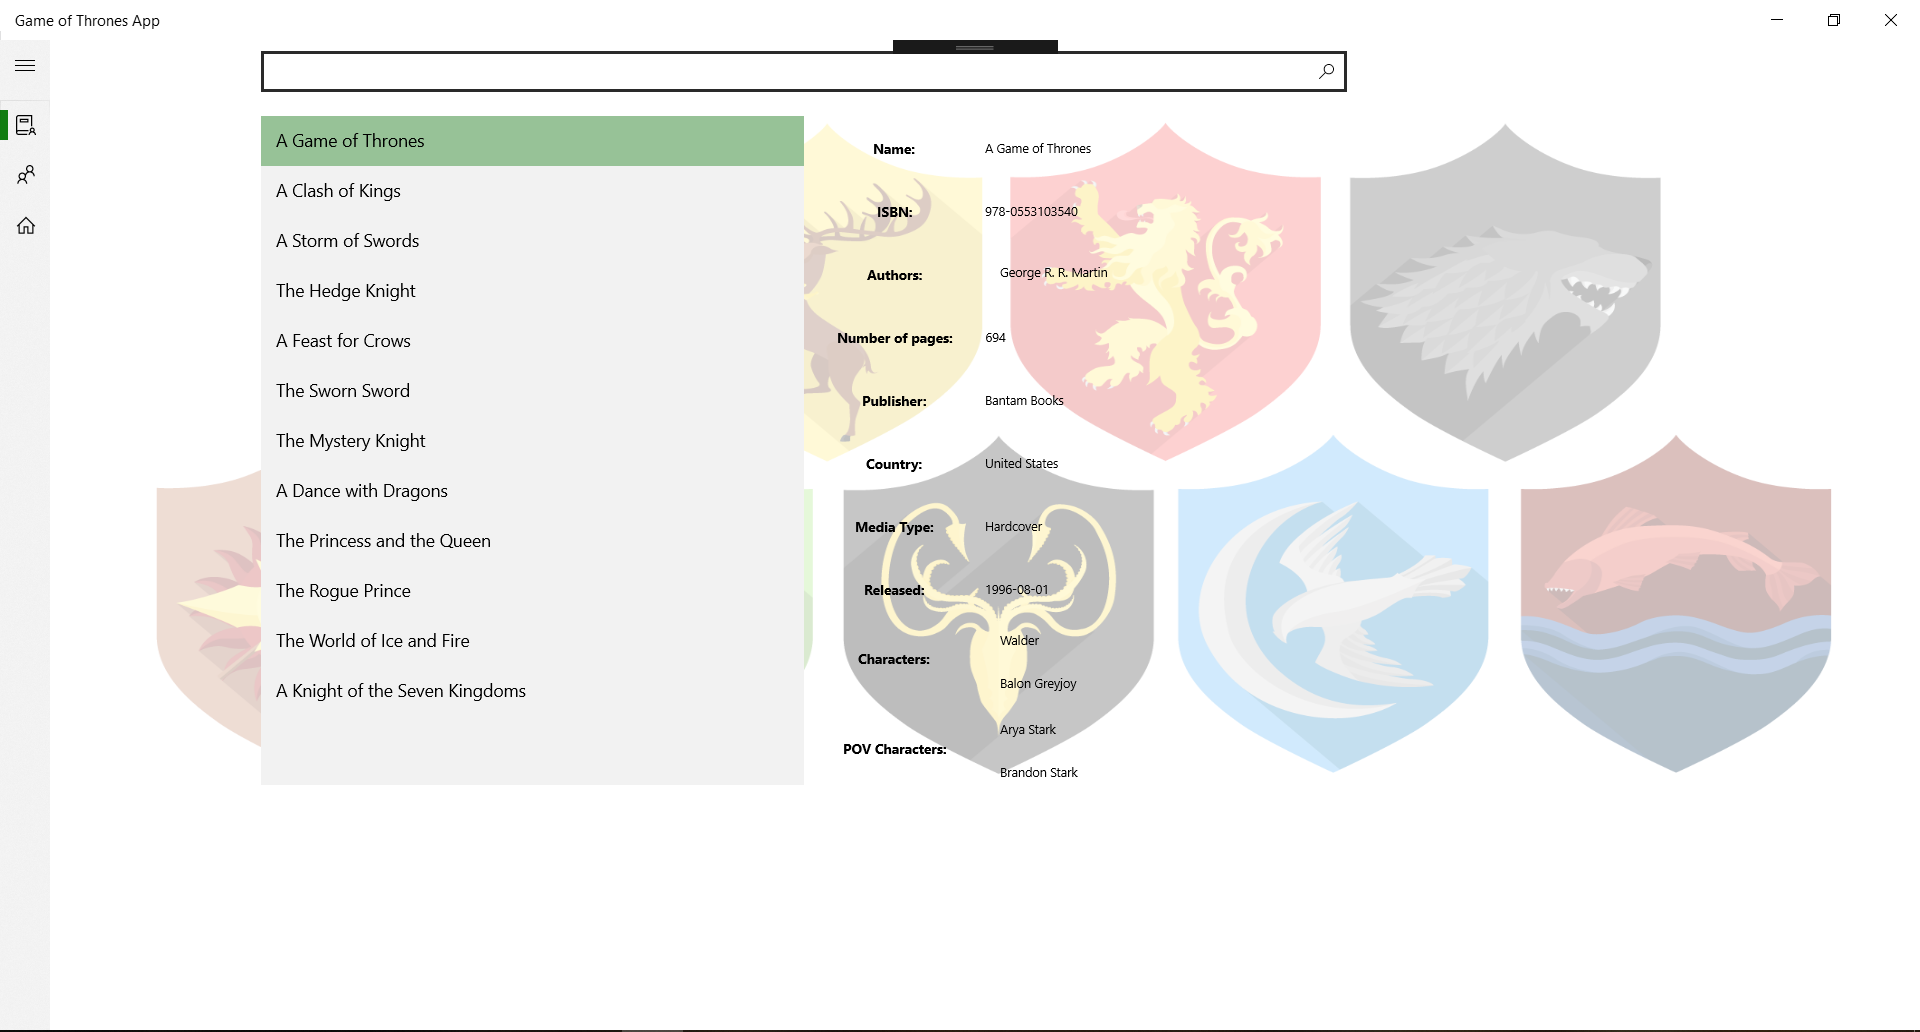 Game of Thrones App
A Game of Thrones
A Clash of Kings
A Storm of Swords
The Hedge Knight
A Feast for Crows
The Sworn Sword
The Mystery Knight
A Dance with Dragons
The Princess and the Queen
The Rogue Prince
The World of Ice and Fire
A Knight of the Seven Kingdoms
Name: A Game of Thrones
ISBN: 978-0553103540
Authors: George R. R. Martin
Number of pages: 694
Publisher: Bantam Books
Country: United States
Media Type: Hardcover
Released: 1996-08-01
Characters: Walder
Balon Greyjoy
POV Characters: Arya Stark
Brandon Stark